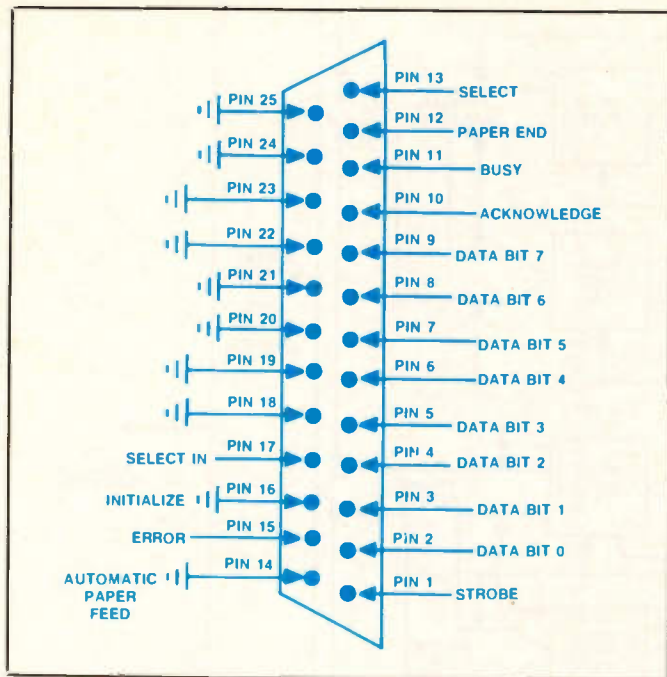 PIN 25
PIN 24
PIN 23
PIN 22
PIN 21
PIN 20
PIN 19
PIN 18
PIN 17
SELECT IN
PIN 16
INITIALIZE
PIN 15
ERROR
PIN 14
AUTOMATIC
PAPER
FEED
PIN 13
SELECT
PIN 12
PAPER END
PIN 11
BUSY
PIN 10
ACKNOWLEDGE
PIN 9
DATA BIT 7
PIN 8
DATA BIT 6
PIN 7
DATA BIT 5
PIN 6
DATA BIT 4
PIN 5
DATA BIT 3
PIN 4
DATA BIT 2
PIN 3
DATA BIT 1
PIN 2
DATA BIT 0
PIN 1
STROBE